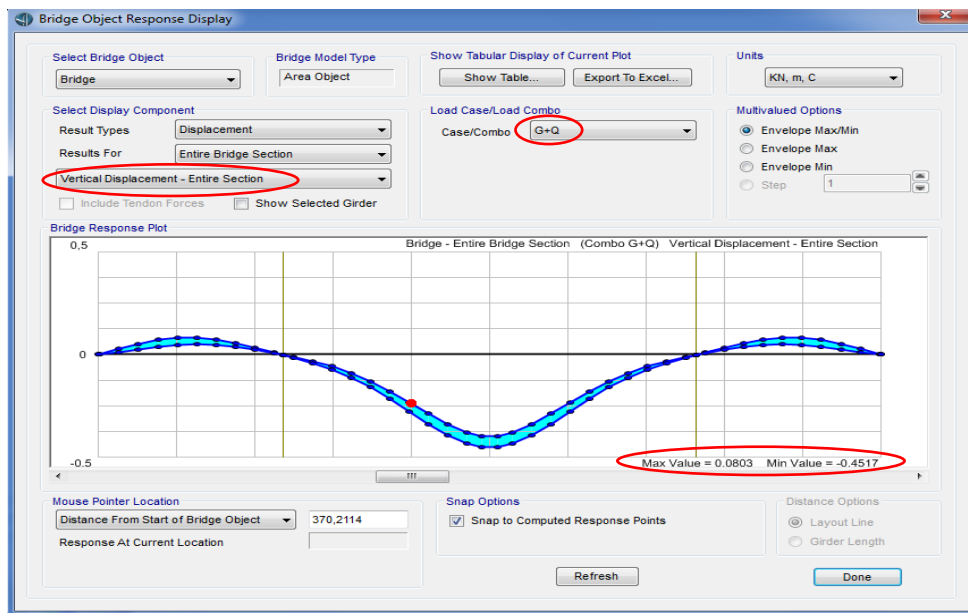 Bridge Object Response Display
x
Select Bridge Object
Bridge
Bridge Model Type
Area Object
Show Tabular Display of Current Plot
Show Table...
Export To Excel...
Units
KN, m, C
Select Display Component
Result Types
Displacement
Results For
Entire Bridge Section
Vertical Displacement - Entire Section
Include Tendon Forces
Show Selected Girder
Load Case/Load Combo
Case/Combo
G+Q
Multivalued Options
Envelope Max/Min
Envelope Max
Envelope Min
Step
1
Bridge Response Plot
0,5
Bridge - Entire Bridge Section (Combo G+Q) Vertical Displacement - Entire Section
0
-0.5
Max Value = 0.0803 Min Value = -0.4517
Mouse Pointer Location
Distance From Start of Bridge Object
370,2114
Response At Current Location
Snap Options
Snap to Computed Response Points
Distance Options
Layout Line
Girder Length
Refresh
Done